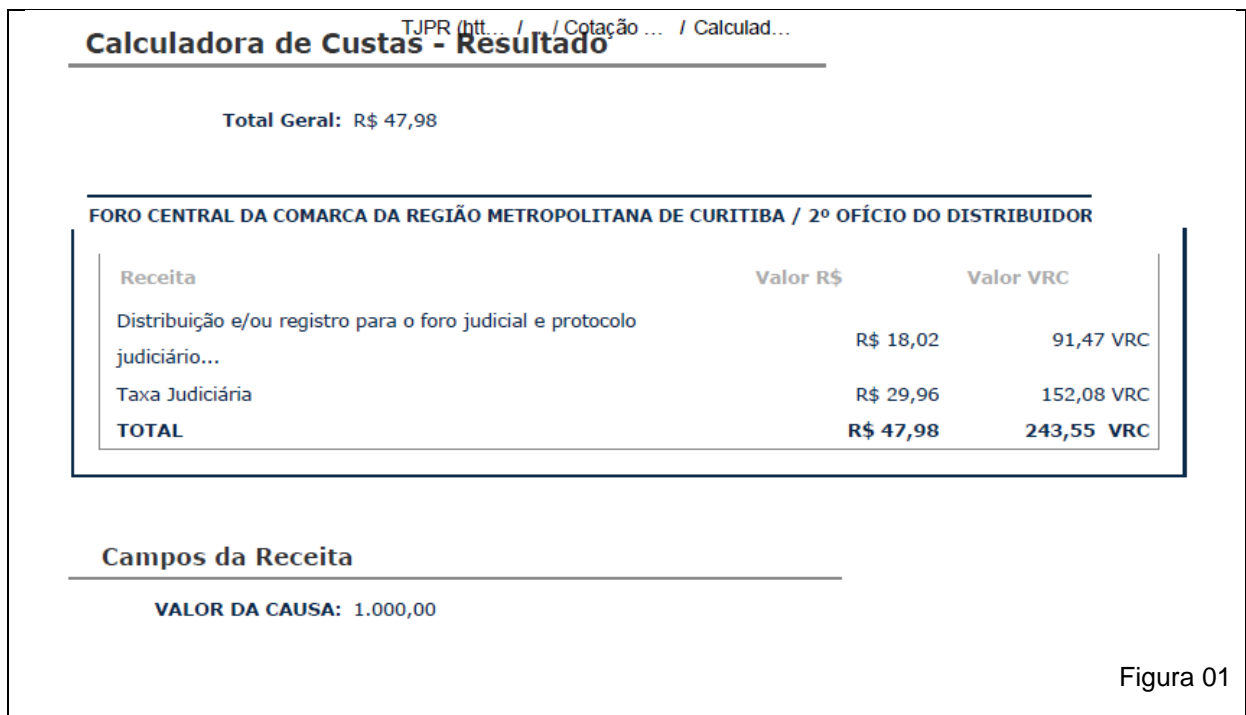 TJPR (htt... / ... / Cotação ... / Calculad...
Calculadora de Custas - Resultado
Total Geral: R$ 47,98
FORO CENTRAL DA COMARCA DA REGIÃO METROPOLITANA DE CURITIBA / 2º OFÍCIO DO DISTRIBUIDOR
Receita Valor R$ Valor VRC
Distribuição e/ou registro para o foro judicial e protocolo
judiciário... R$ 18,02 91,47 VRC
Taxa Judiciária R$ 29,96 152,08 VRC
TOTAL R$ 47,98 243,55 VRC
Campos da Receita
VALOR DA CAUSA: 1.000,00
Figura 01